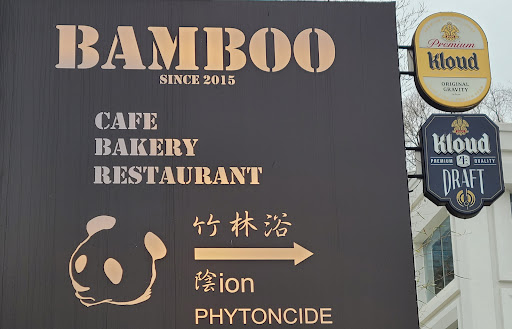 BAMBOO
SINCE 2015
CAFE
BAKERY
RESTAURANT
竹林浴
陰ion
PHYTONCIDE
Premium
Kloud
ORIGINAL
GRAVITY
Kloud
PREMIUM QUALITY
DRAFT